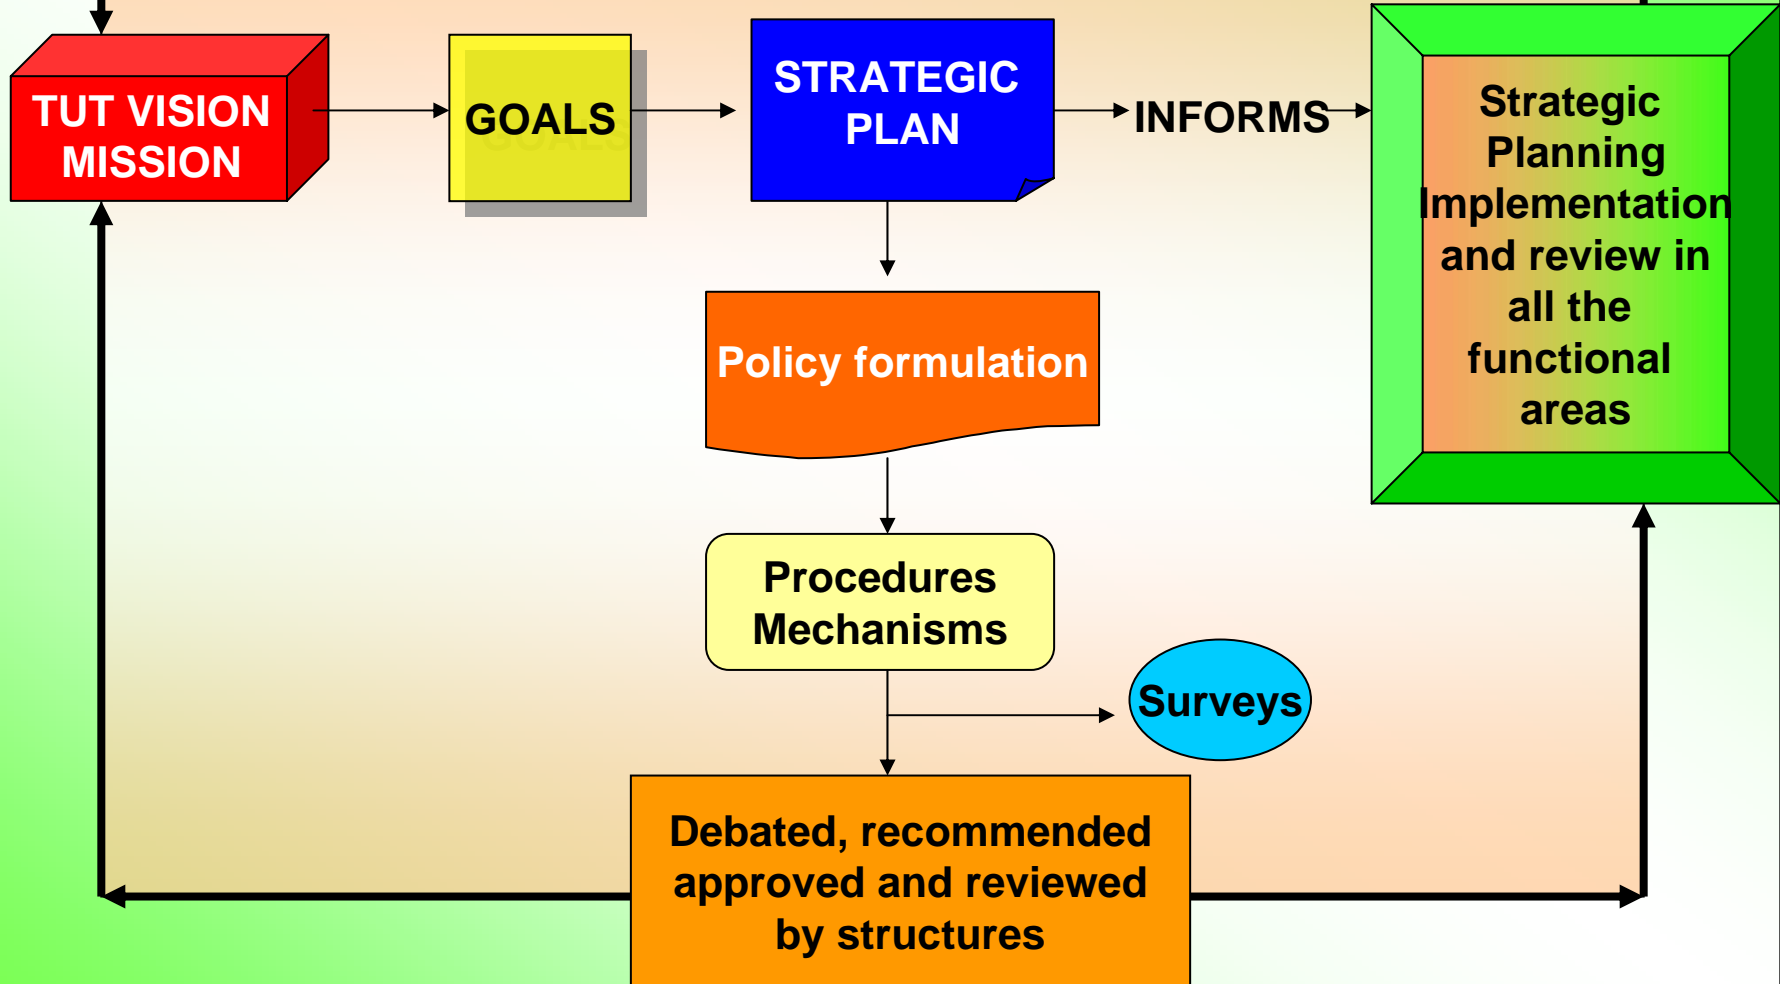 TUT VISION
MISSION
GOALS
STRATEGIC
PLAN
INFORMS
Strategic
Planning
Implementation
and review in
all the
functional
areas
Policy formulation
Procedures
Mechanisms
Surveys
Debated, recommended
approved and reviewed
by structures